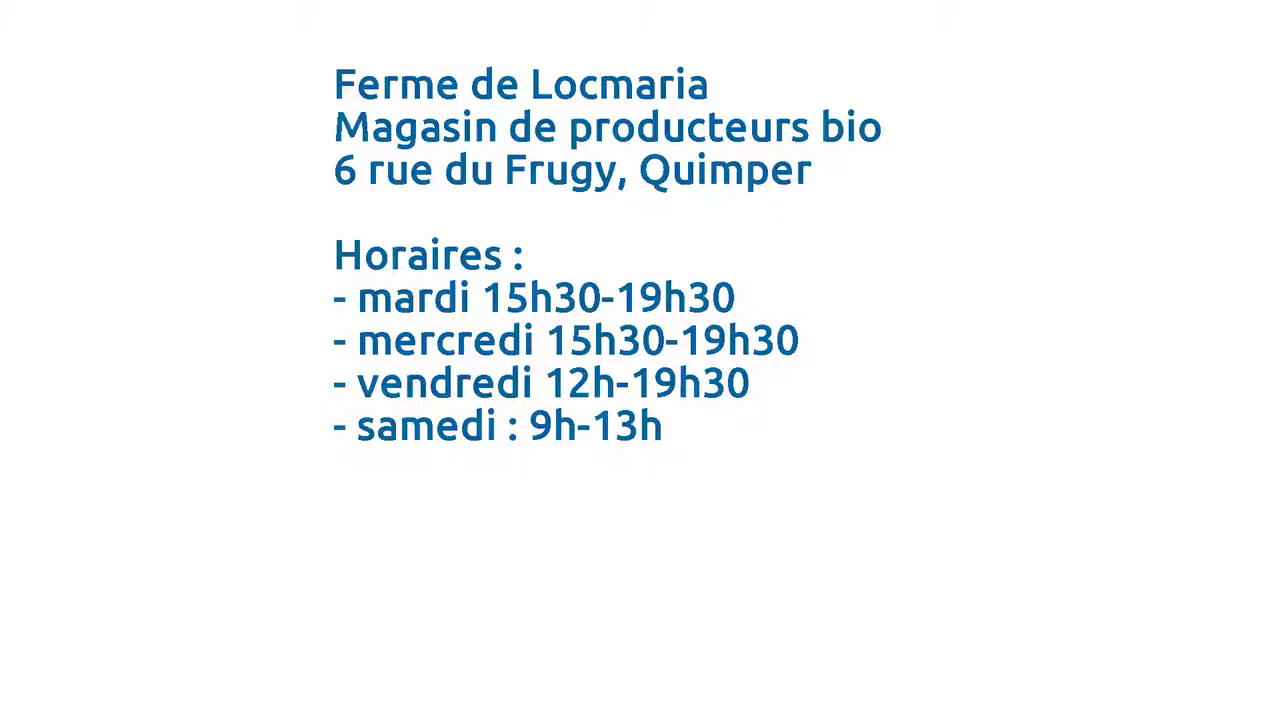 Ferme de Locmaria
Magasin de producteurs bio
6 rue du Frugy, Quimper
Horaires :
- mardi 15h30-19h30
- mercredi 15h30-19h30
- vendredi 12h-19h30
- samedi : 9h-13h